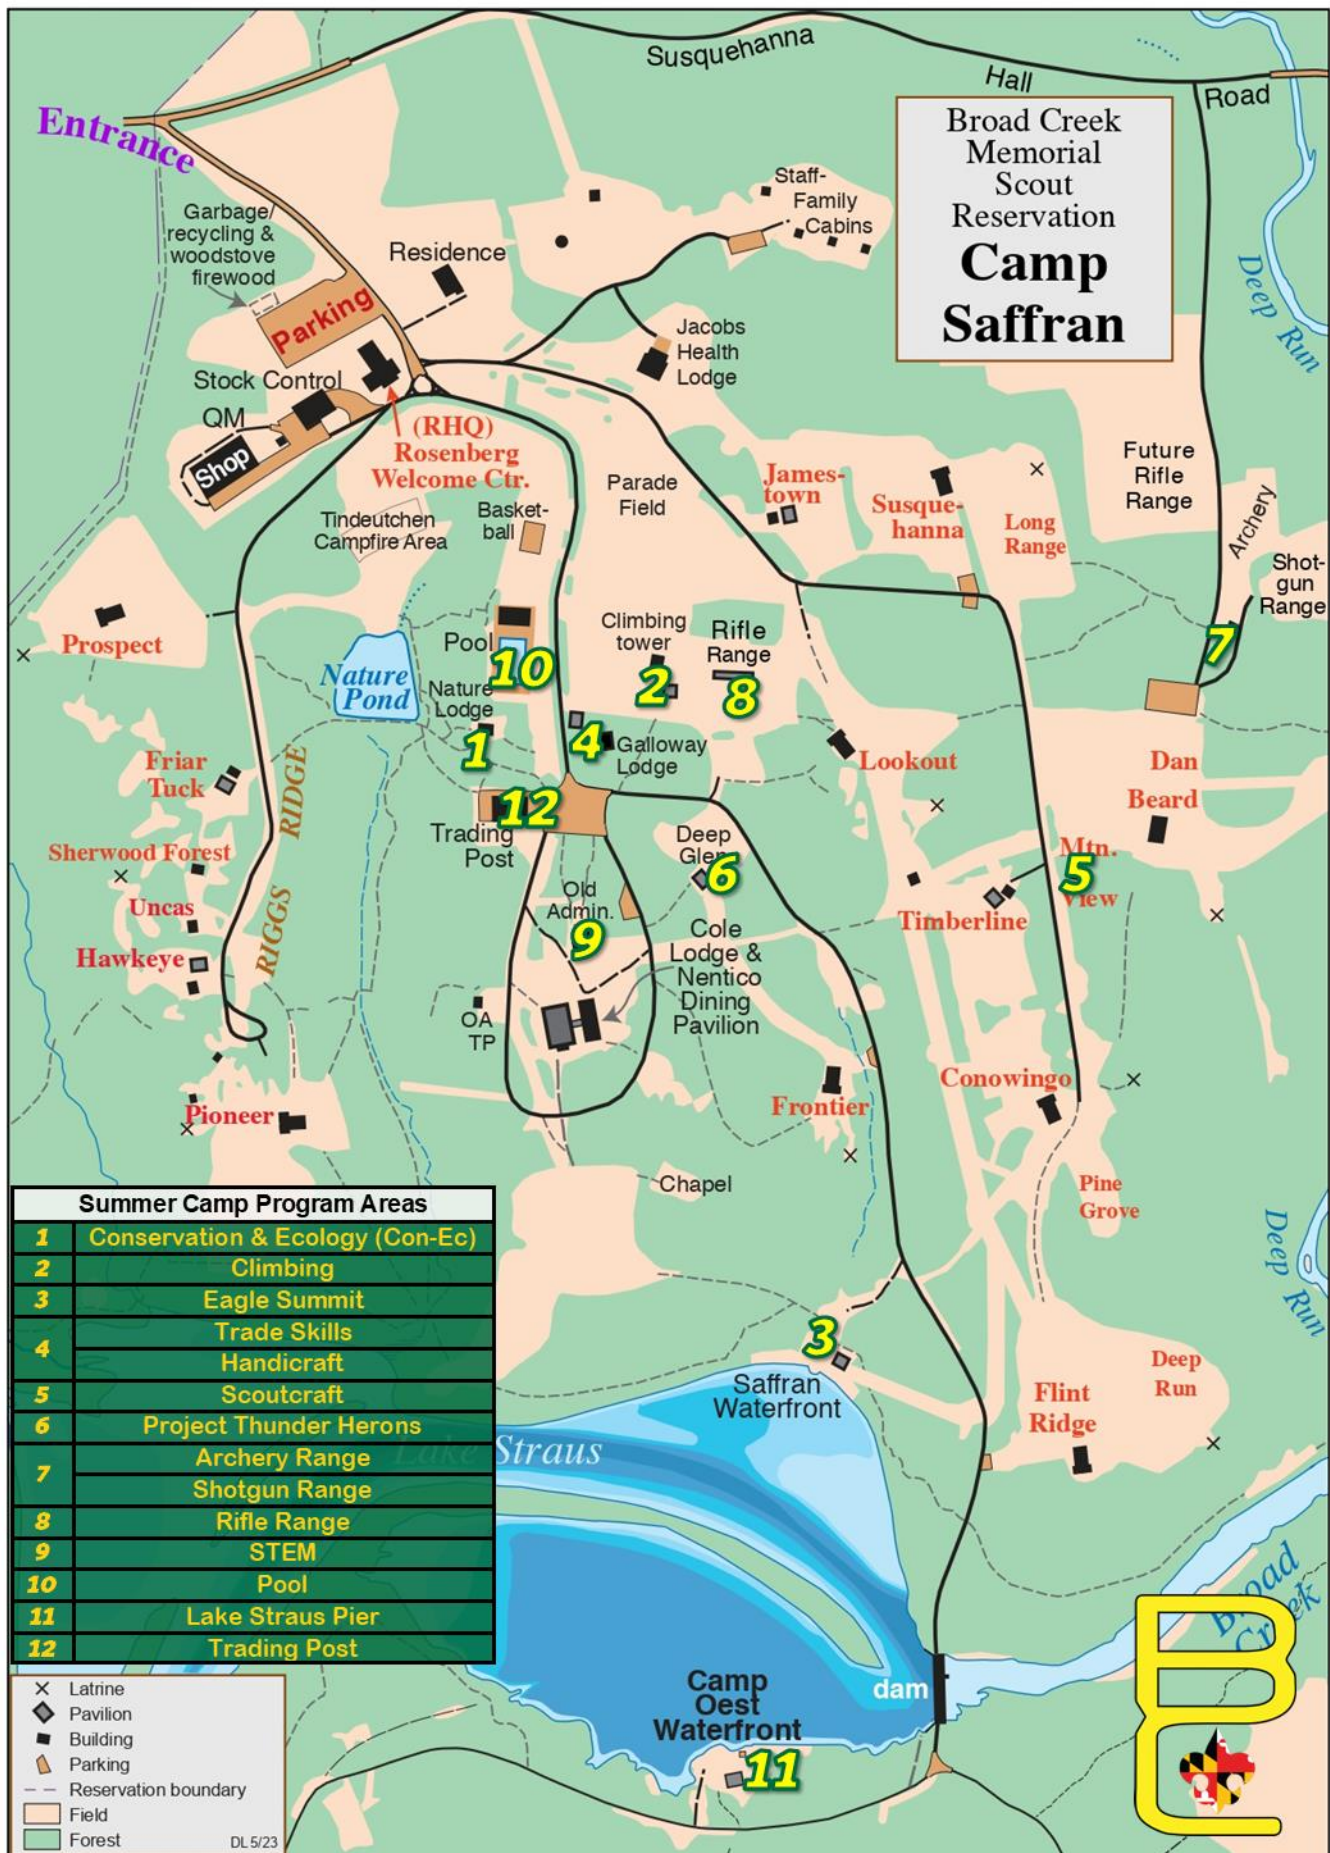 Susquehanna
Hall
Road
Entrance
Broad Creek
Memorial
Scout
Reservation
Camp
Saffran
Staff-
Family
Cabins
Garbage/
recycling &
woodstove
firewood
Residence
Deep Run
Parking
Jacobs
Health
Lodge
Stock Control
QM
Shop
(RHQ)
Rosenberg
Welcome Ctr.
Future
Rifle
Range
Parade
Field
James-
town
Susque-
hanna
Long
Range
Archery
Basket-
ball
Tindeutchen
Campfire Area
Shot-
gun
Range
Prospect
Pool
10
Climbing
tower
2
Rifle
Range
8
7
Nature
Pond
Nature
Lodge
1
4
Galloway
Lodge
Lookout
Dan
Beard
Friar
Tuck
RIGGS RIDGE
12
Trading
Post
Deep
Glen
6
Mtn.
5
View
Sherwood Forest
Uncas
Hawkeye
Old
Admin.
9
Timberline
Cole
Lodge &
Nentico
Dining
Pavilion
OA
TP
Conowingo
Frontier
Pioneer
Chapel
Pine
Grove
Deep Run
Summer Camp Program Areas
1 Conservation & Ecology (Con-Ec)
2 Climbing
3 Eagle Summit
4 Trade Skills
Handicraft
5 Scoutcraft
6 Project Thunder Herons
7 Archery Range
Shotgun Range
8 Rifle Range
9 STEM
10 Pool
11 Lake Straus Pier
12 Trading Post
3
Saffran
Waterfront
Deep
Run
Flint
Ridge
Lake Straus
Broad
Creek
Camp
Oest
Waterfront
dam
11
Latrine
Pavilion
Building
Parking
Reservation boundary
Field
Forest
DL 5/23
BC